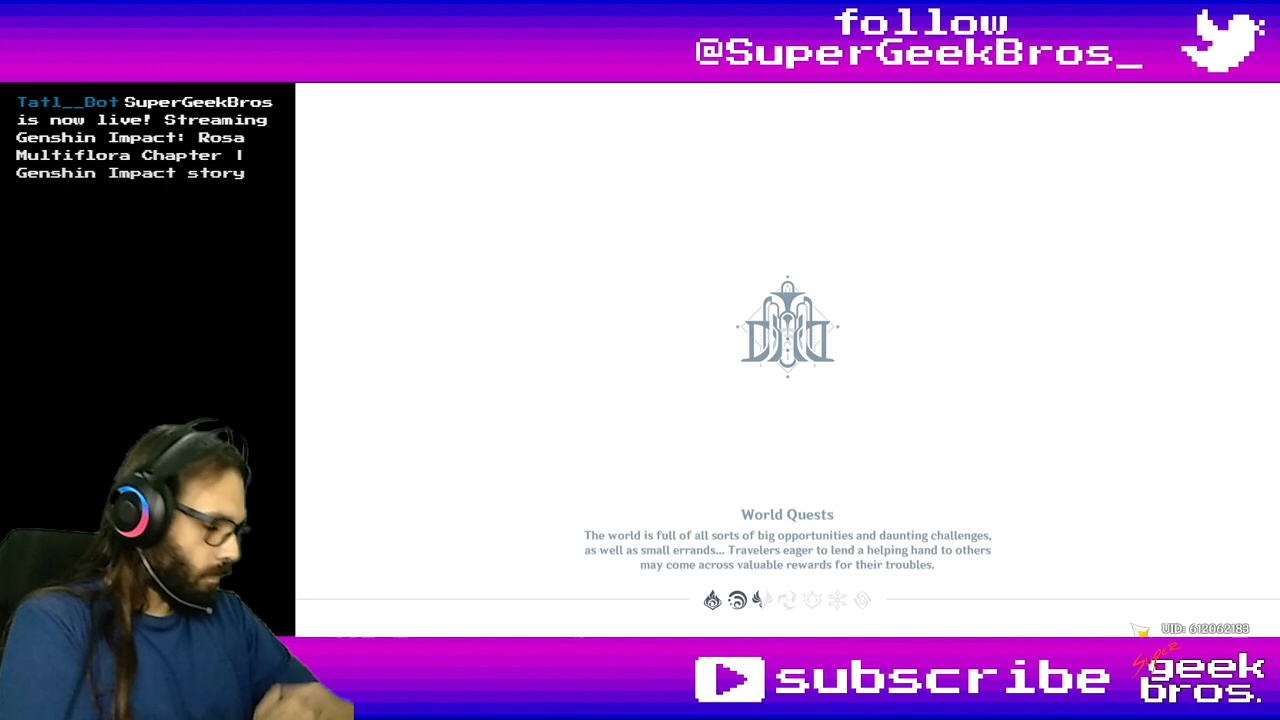 follow
@SuperGeekBros_
Tatl__Bot SuperGeekBros
is now live! Streaming
Genshin Impact: Rosa
Multiflora Chapter I
Genshin Impact story
World Quests
The world is full of all sorts of big opportunities and daunting challenges,
as well as small errands... Travelers eager to lend a helping hand to others
may come across valuable rewards for their troubles.
UID: 612062183
subscribe
super
geek
bros.